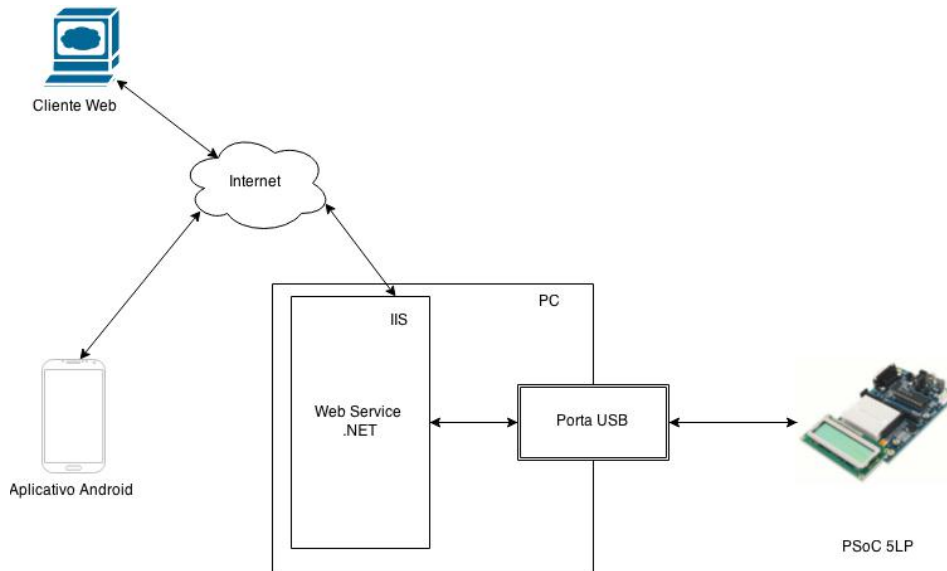 Cliente Web
Internet
PC
IIS
Web Service
.NET
Porta USB
Aplicativo Android
PSoC 5LP